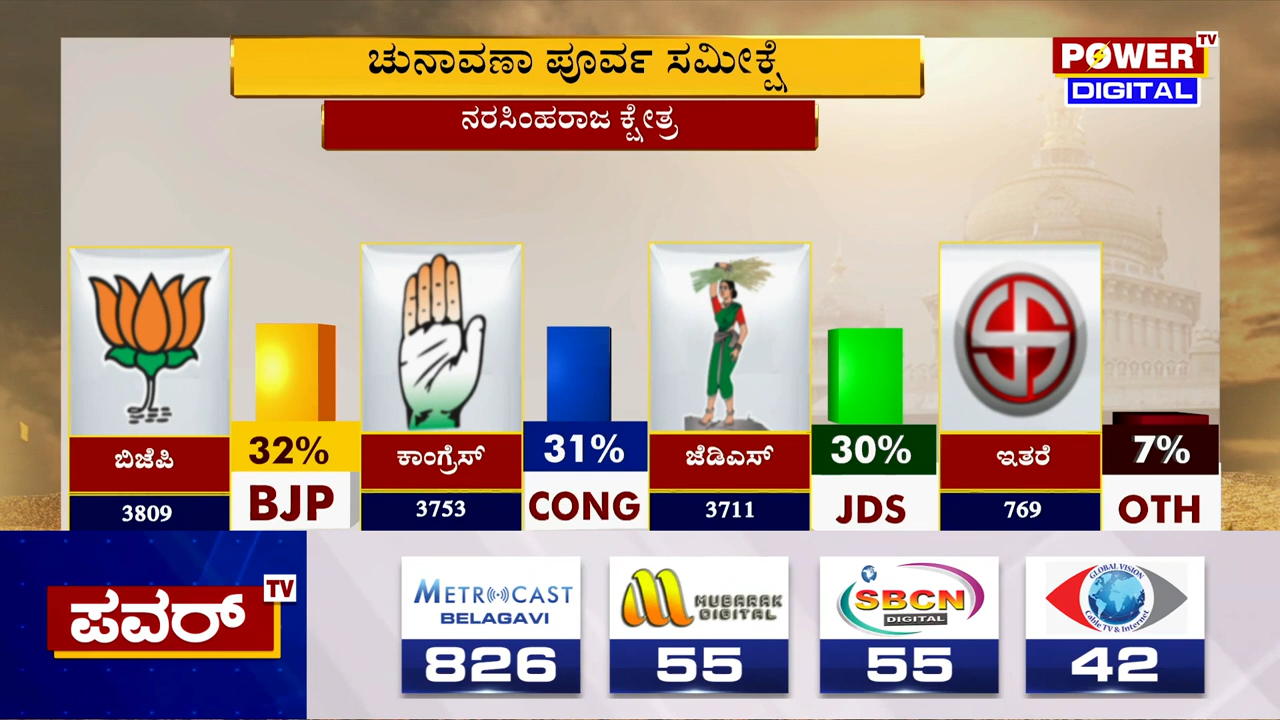 ಚುನಾವಣಾ ಪೂರ್ವ ಸಮೀಕ್ಷೆ
ನರಸಿಂಹರಾಜ ಕ್ಷೇತ್ರ
POWER TV
DIGITAL
ಬಿಜೆಪಿ
3809
32%
BJP
ಕಾಂಗ್ರೆಸ್
3753
31%
CONG
ಜೆಡಿಎಸ್
3711
30%
JDS
ಇತರೆ
769
7%
OTH
ಪವರ್ TV
METROCAST
BELAGAVI
826
MUBARAK
DIGITAL
55
SBCN
DIGITAL
55
GLOBAL VISION
Cable TV & Internet
42